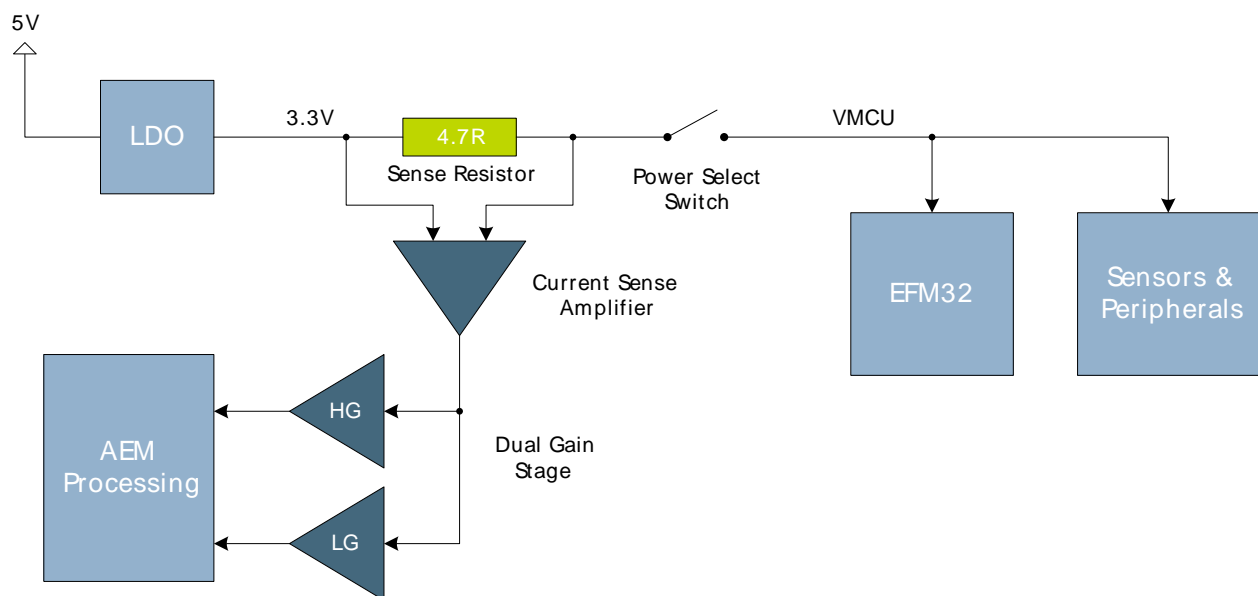 5V
LDO
3.3V
4.7R
Sense Resistor
Power Select
Switch
VMCU
EFM32
Sensors &
Peripherals
Current Sense
Amplifier
AEM
Processing
HG
LG
Dual Gain
Stage